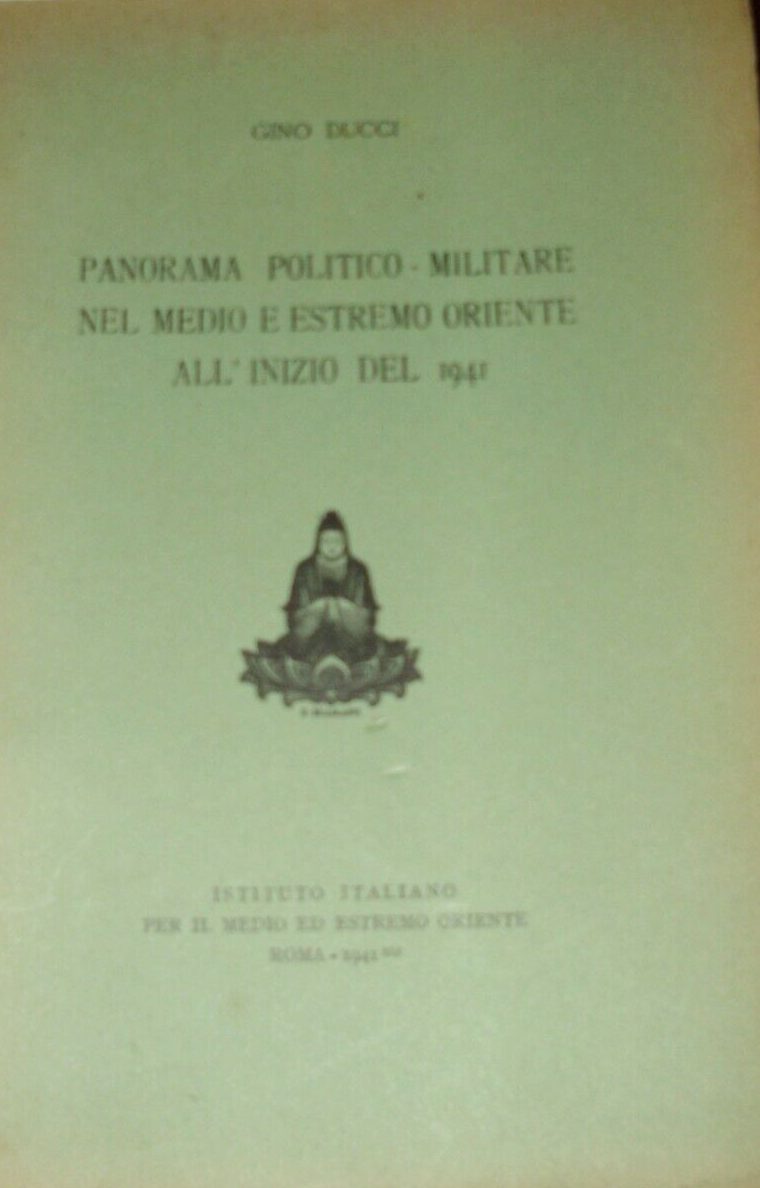 GINO DUCCI
PANORAMA POLITICO - MILITARE
NEL MEDIO E ESTREMO ORIENTE
ALL' INIZIO DEL 1941
ISTITUTO ITALIANO
PER IL MEDIO ED ESTREMO ORIENTE
ROMA - 1941